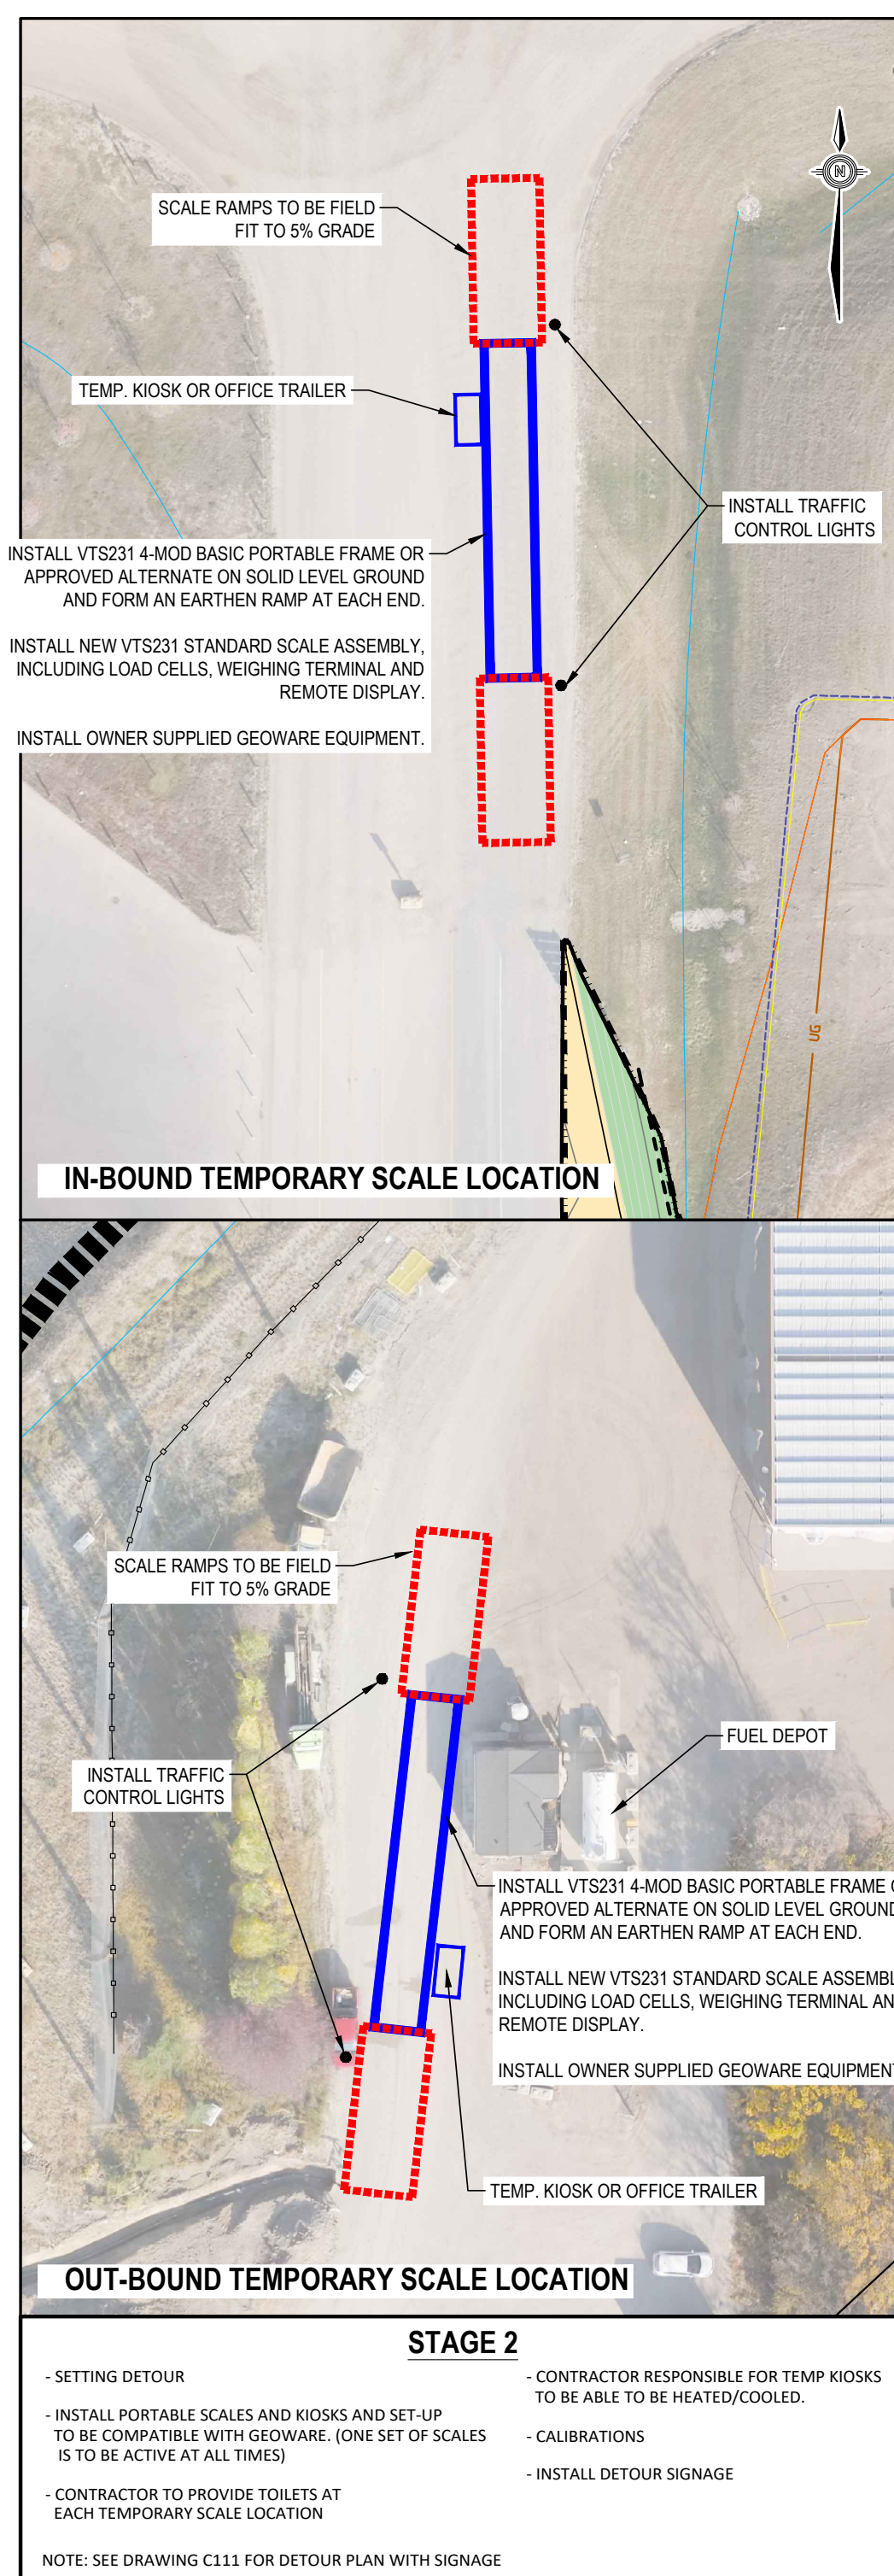 N
SCALE RAMPS TO BE FIELD
FIT TO 5% GRADE
TEMP. KIOSK OR OFFICE TRAILER
INSTALL TRAFFIC
CONTROL LIGHTS
INSTALL VTS231 4-MOD BASIC PORTABLE FRAME OR
APPROVED ALTERNATE ON SOLID LEVEL GROUND
AND FORM AN EARTHEN RAMP AT EACH END.
INSTALL NEW VTS231 STANDARD SCALE ASSEMBLY,
INCLUDING LOAD CELLS, WEIGHING TERMINAL AND
REMOTE DISPLAY.
INSTALL OWNER SUPPLIED GEOWARE EQUIPMENT.
UG
IN-BOUND TEMPORARY SCALE LOCATION
SCALE RAMPS TO BE FIELD
FIT TO 5% GRADE
FUEL DEPOT
INSTALL TRAFFIC
CONTROL LIGHTS
INSTALL VTS231 4-MOD BASIC PORTABLE FRAME
APPROVED ALTERNATE ON SOLID LEVEL GROUND
AND FORM AN EARTHEN RAMP AT EACH END.
INSTALL NEW VTS231 STANDARD SCALE ASSEMBL
INCLUDING LOAD CELLS, WEIGHING TERMINAL AN
REMOTE DISPLAY.
INSTALL OWNER SUPPLIED GEOWARE EQUIPMENT
TEMP. KIOSK OR OFFICE TRAILER
OUT-BOUND TEMPORARY SCALE LOCATION
STAGE 2
- SETTING DETOUR
- INSTALL PORTABLE SCALES AND KIOSKS AND SET-UP
TO BE COMPATIBLE WITH GEOWARE. (ONE SET OF SCALES
IS TO BE ACTIVE AT ALL TIMES)
- CONTRACTOR TO PROVIDE TOILETS AT
EACH TEMPORARY SCALE LOCATION
- CONTRACTOR RESPONSIBLE FOR TEMP KIOSKS
TO BE ABLE TO BE HEATED/COOLED.
- CALIBRATIONS
- INSTALL DETOUR SIGNAGE
NOTE: SEE DRAWING C111 FOR DETOUR PLAN WITH SIGNAGE